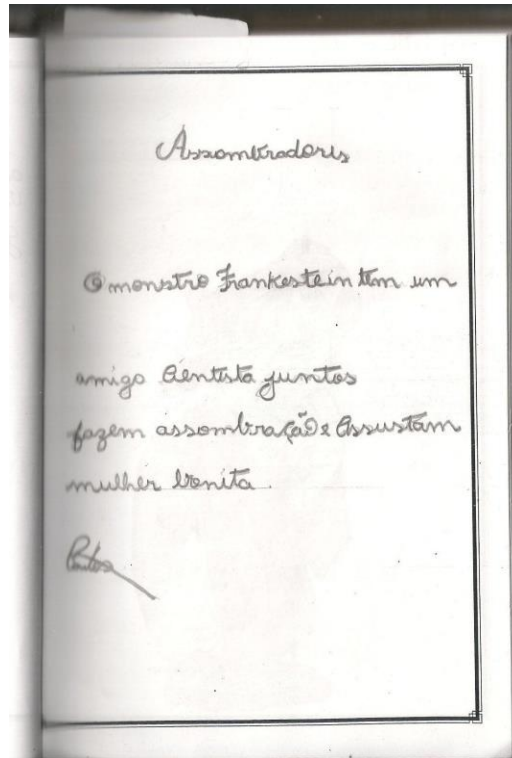 Assombradores
O monstro Frankestein tem um
amigo Cientista juntos
fazem assombração e Assustam
mulher bonita.